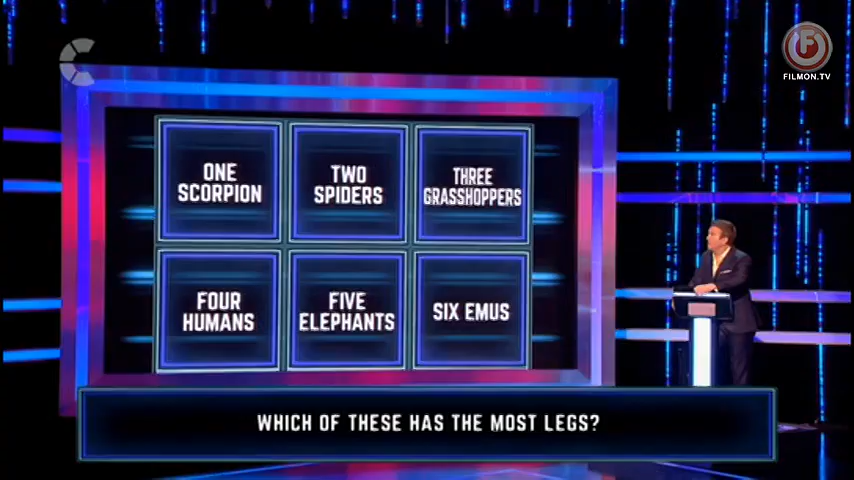 FILMON.TV
ONE
SCORPION
TWO
SPIDERS
THREE
GRASSHOPPERS
FOUR
HUMANS
FIVE
ELEPHANTS
SIX EMUS
WHICH OF THESE HAS THE MOST LEGS?